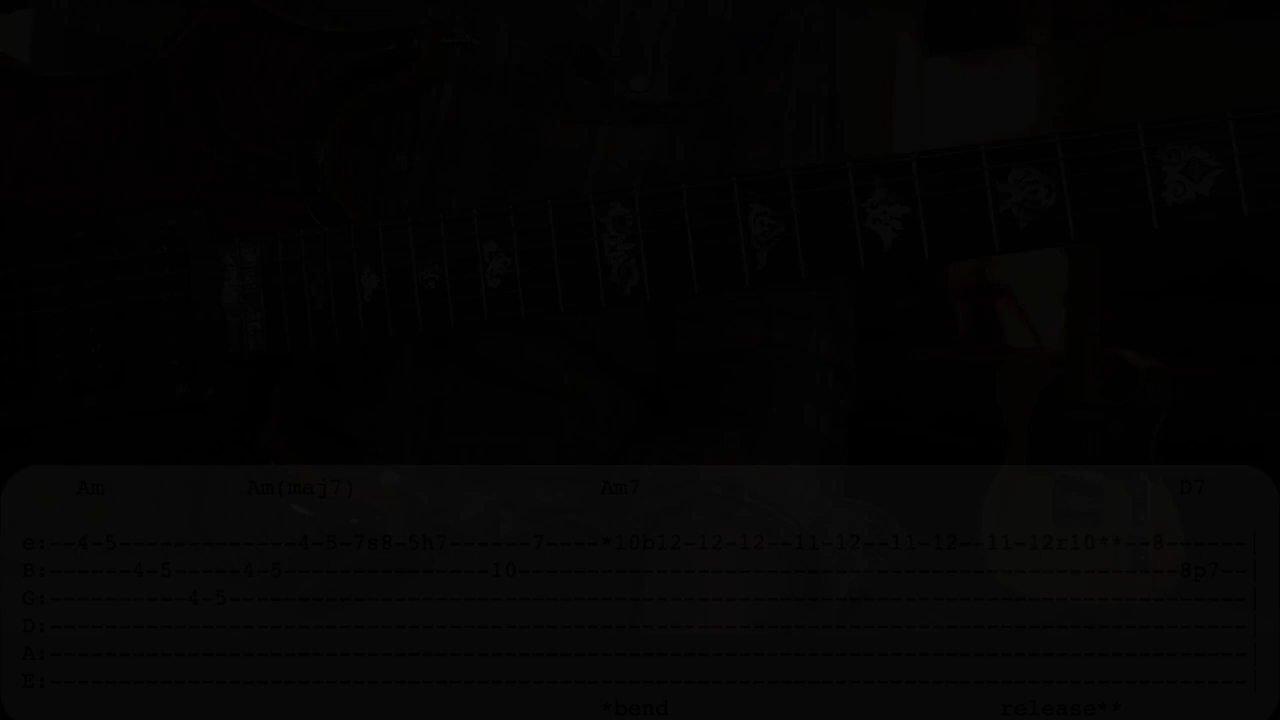 Am Am(maj7) Am7 D7
e:--4-5-------------4-5-7s8-5h7------7----*10b12-12-12--11-12--11-12--11-12r10**--8------|
B:------4-5-----4-5---------------10------------------------------------------------8p7--|
G:----------4-5--------------------------------------------------------------------------|
D:---------------------------------------------------------------------------------------|
A:---------------------------------------------------------------------------------------|
E:---------------------------------------------------------------------------------------|
*bend release**